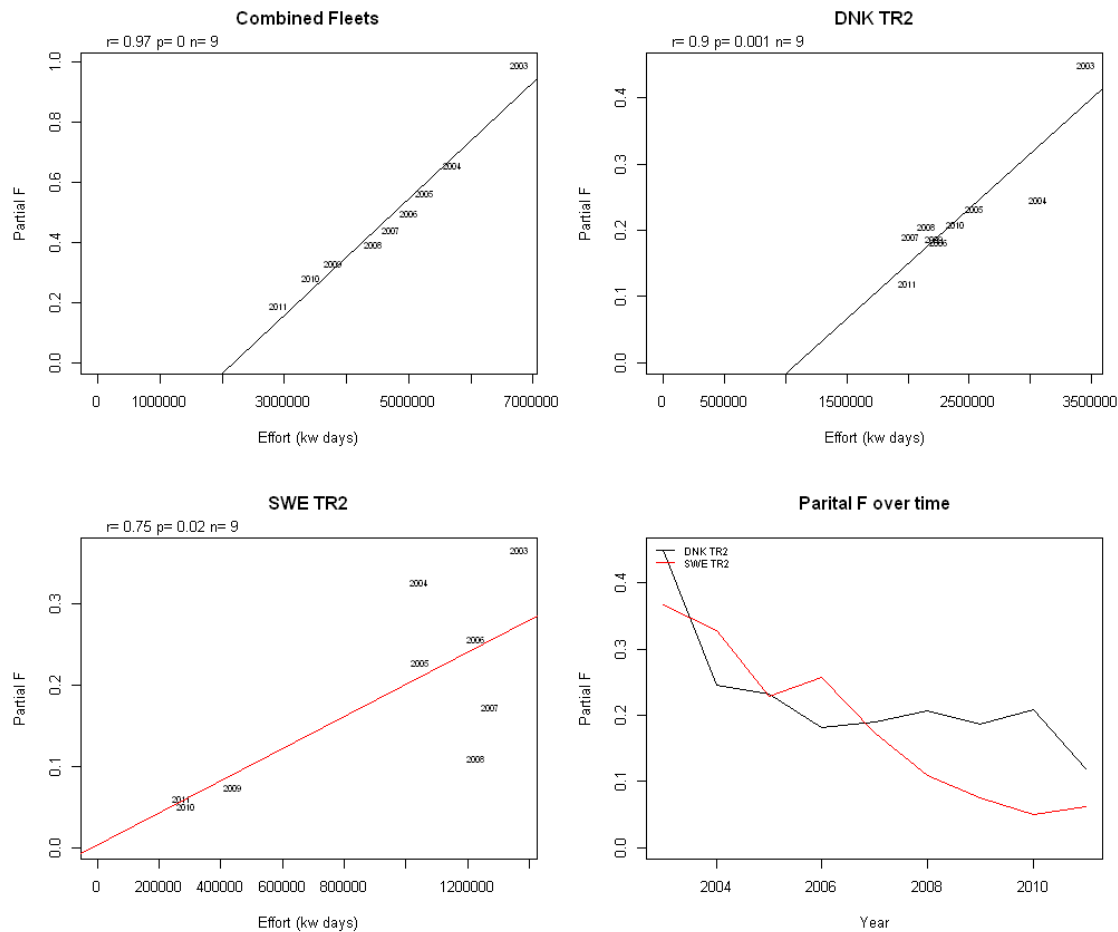 Combined Fleets
r= 0.97 p= 0 n= 9
Partial F
1.0
0.8
0.6
0.4
0.2
0.0
2003
2004
2005
2006
2007
2008
2009
2010
2011
0 1000000 3000000 5000000 7000000
Effort (kw days)
DNK TR2
r= 0.9 p= 0.001 n= 9
Partial F
0.4
0.3
0.2
0.1
0.0
2003
2004
2005
2010
2008
2007
2009
2006
2011
0 500000 1500000 2500000 3500000
Effort (kw days)
SWE TR2
r= 0.75 p= 0.02 n= 9
Partial F
0.3
0.2
0.1
0.0
2003
2004
2006
2005
2007
2008
2009
2011
2010
0 200000 400000 600000 800000 1200000
Effort (kw days)
Parital F over time
DNK TR2
SWE TR2
Partial F
0.4
0.3
0.2
0.1
0.0
2004 2006 2008 2010
Year